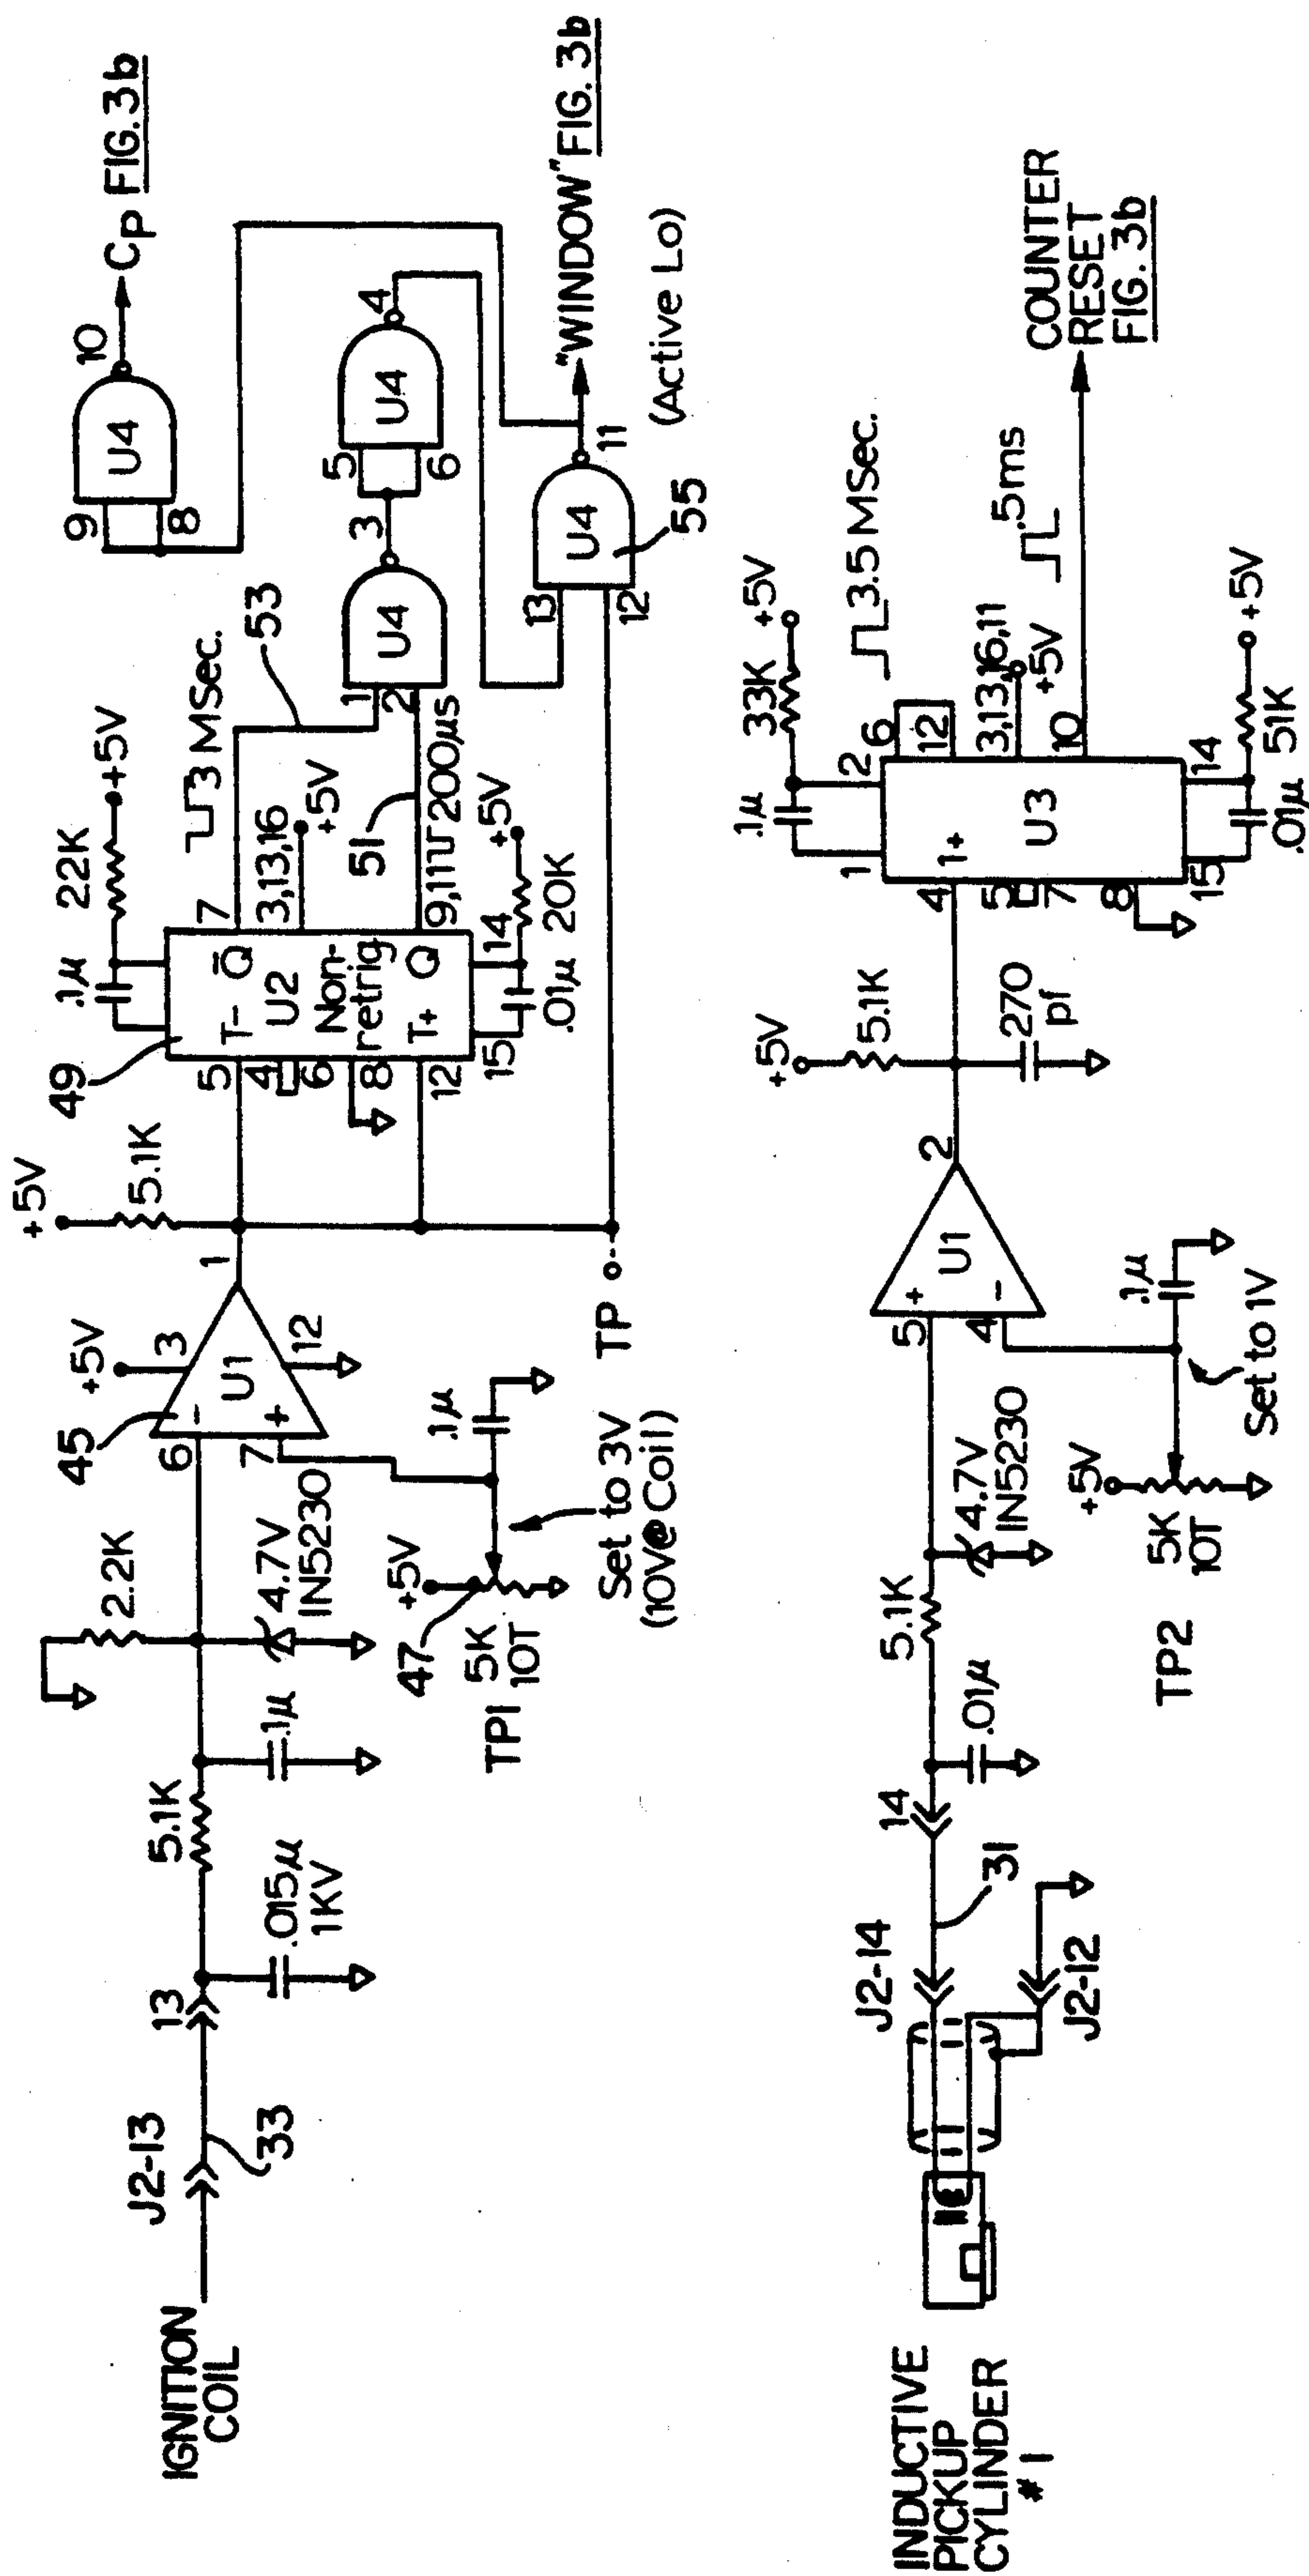 IGNITION
COIL
J2-13
33
13
.015μ
1KV
5.1K
.1μ
2.2K
4.7V
IN5230
45
6
7
-
+
U1
+5V
3
12
1
+5V
47
5K
10T
TP1
.1μ
Set to 3V
(10V@Coil)
TP
+5V
5.1K
49
5
4
6
8
12
15
T-
Q̅
U2
Non-
retrig
T+
Q
.1μ
22K
+5V
7
3 MSec.
3,13,16
+5V
9,11
200μs
14
.01μ
20K
+5V
51
53
1
2
U4
3
5
6
U4
4
9
8
U4
10
CP FIG.3b
13
12
U4
55
11
"WINDOW" FIG. 3b
(Active Lo)
INDUCTIVE
PICKUP
CYLINDER
#1
J2-14
J2-12
31
14
.01μ
5.1K
4.7V
IN5230
5
4
+
-
U1
2
TP2
5K
10T
+5V
.1μ
Set to 1V
+5V
5.1K
270
pf
4
5
7
8
15
1+
U3
1
2
.1μ
33K
+5V
6
12
3.5 MSec.
3,13,16,11
+5V
10
.5ms
14
.01μ
51K
+5V
COUNTER
RESET
FIG. 3b